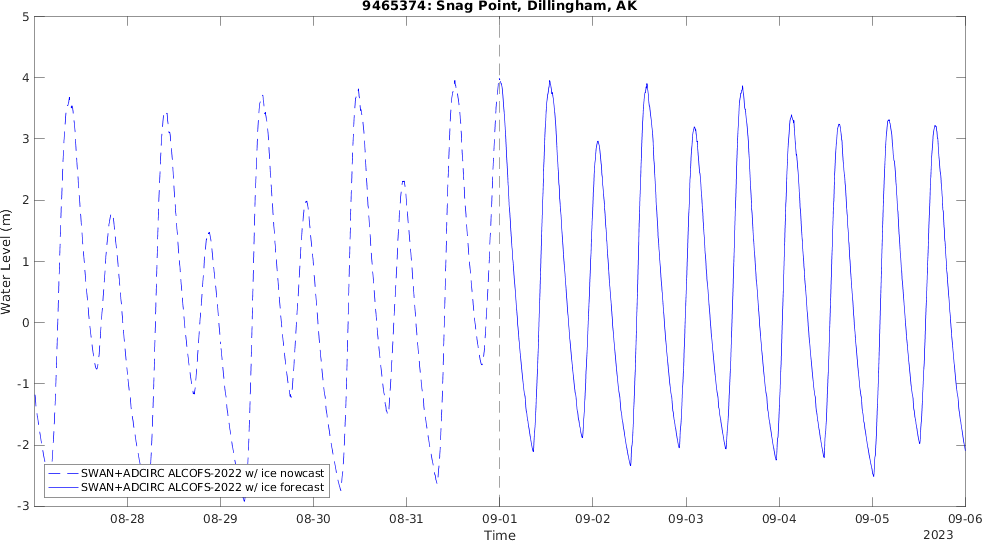 9465374: Snag Point, Dillingham, AK
5
4
3
2
1
0
-1
-2
-3
Water Level (m)
SWAN+ADCIRC ALCOFS-2022 w/ ice nowcast
SWAN+ADCIRC ALCOFS-2022 w/ ice forecast
08-28 08-29 08-30 08-31 09-01 09-02 09-03 09-04 09-05 09-06
Time
2023